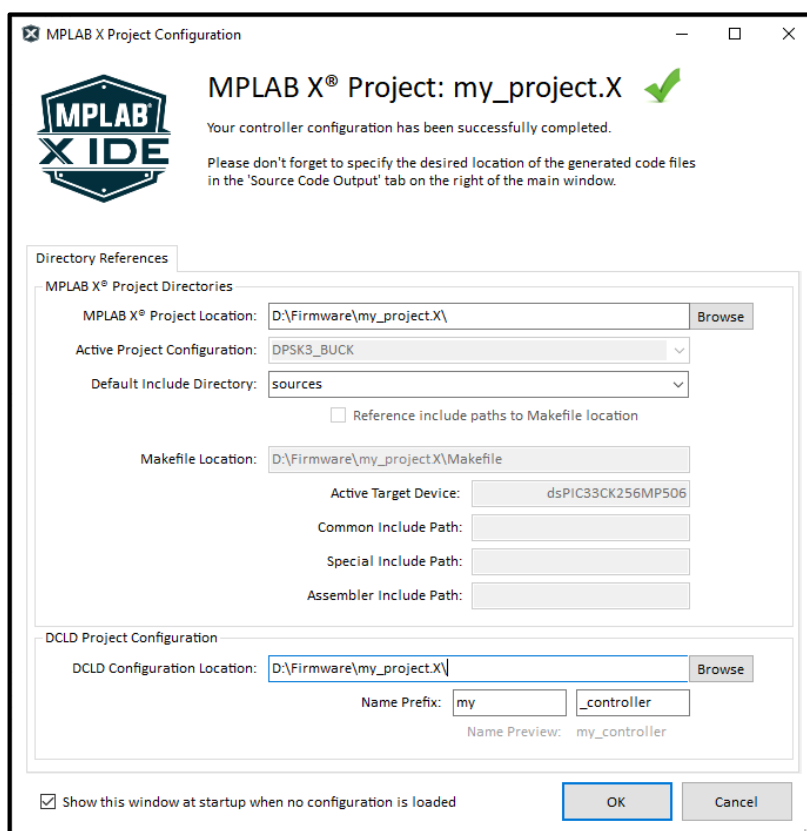 MPLAB X Project Configuration
MPLAB®
X IDE
MPLAB X® Project: my_project.X
Your controller configuration has been successfully completed.
Please don't forget to specify the desired location of the generated code files
in the 'Source Code Output' tab on the right of the main window.
Directory References
MPLAB X® Project Directories
MPLAB X® Project Location: D:\Firmware\my_project.X\ Browse
Active Project Configuration: DPSK3_BUCK
Default Include Directory: sources
Reference include paths to Makefile location
Makefile Location: D:\Firmware\my_project.X\Makefile
Active Target Device: dsPIC33CK256MP506
Common Include Path:
Special Include Path:
Assembler Include Path:
DCLD Project Configuration
DCLD Configuration Location: D:\Firmware\my_project.X\ Browse
Name Prefix: my _controller
Name Preview: my_controller
Show this window at startup when no configuration is loaded OK Cancel